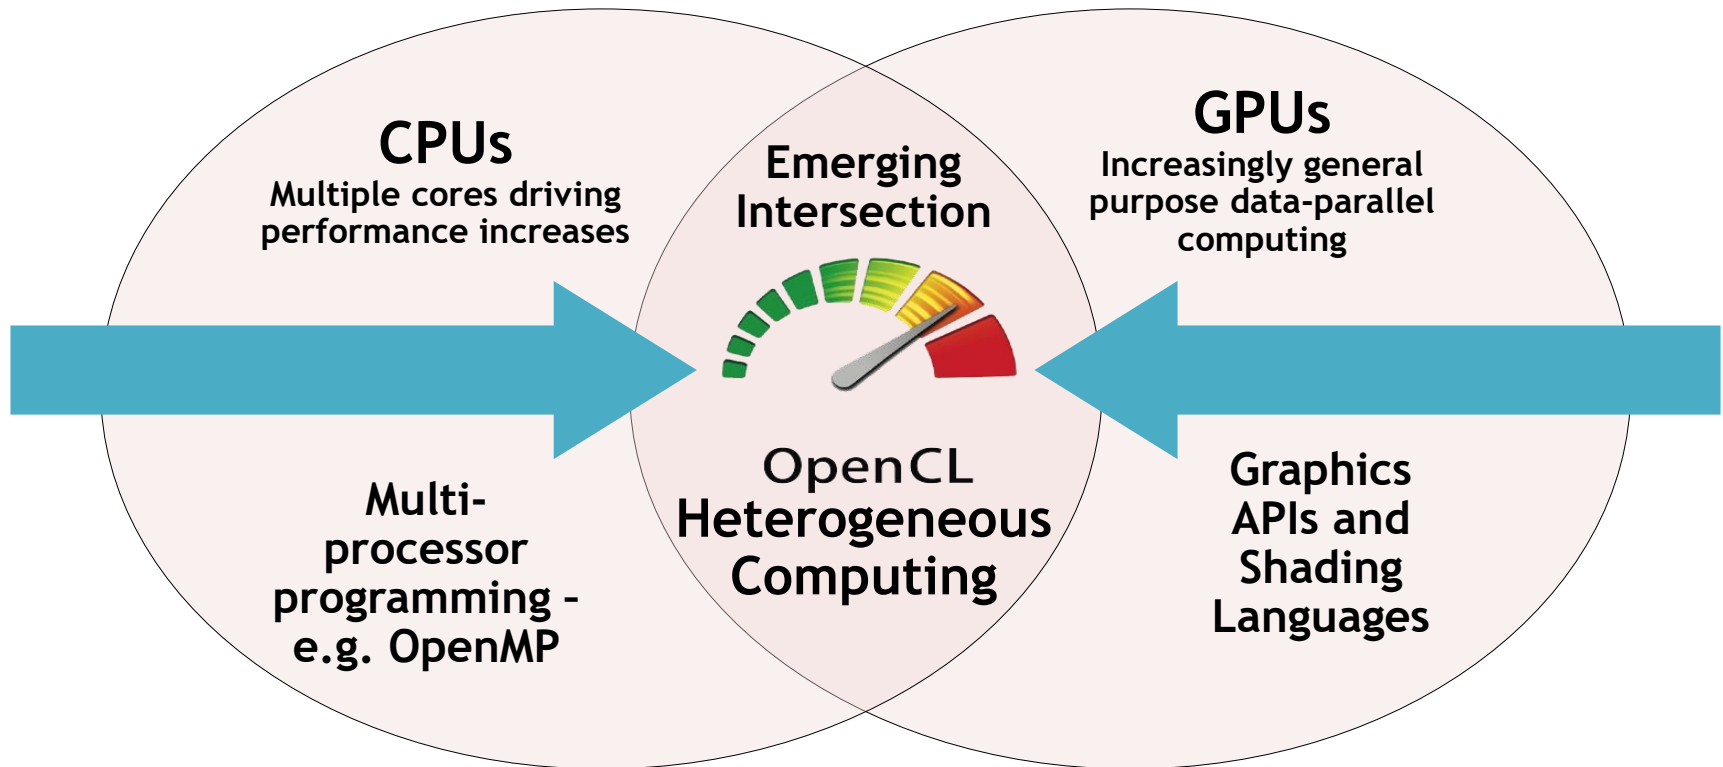 CPUs
Multiple cores driving
performance increases
Multi-
processor
programming –
e.g. OpenMP
Emerging
Intersection
OpenCL
Heterogeneous
Computing
GPUs
Increasingly general
purpose data-parallel
computing
Graphics
APIs and
Shading
Languages